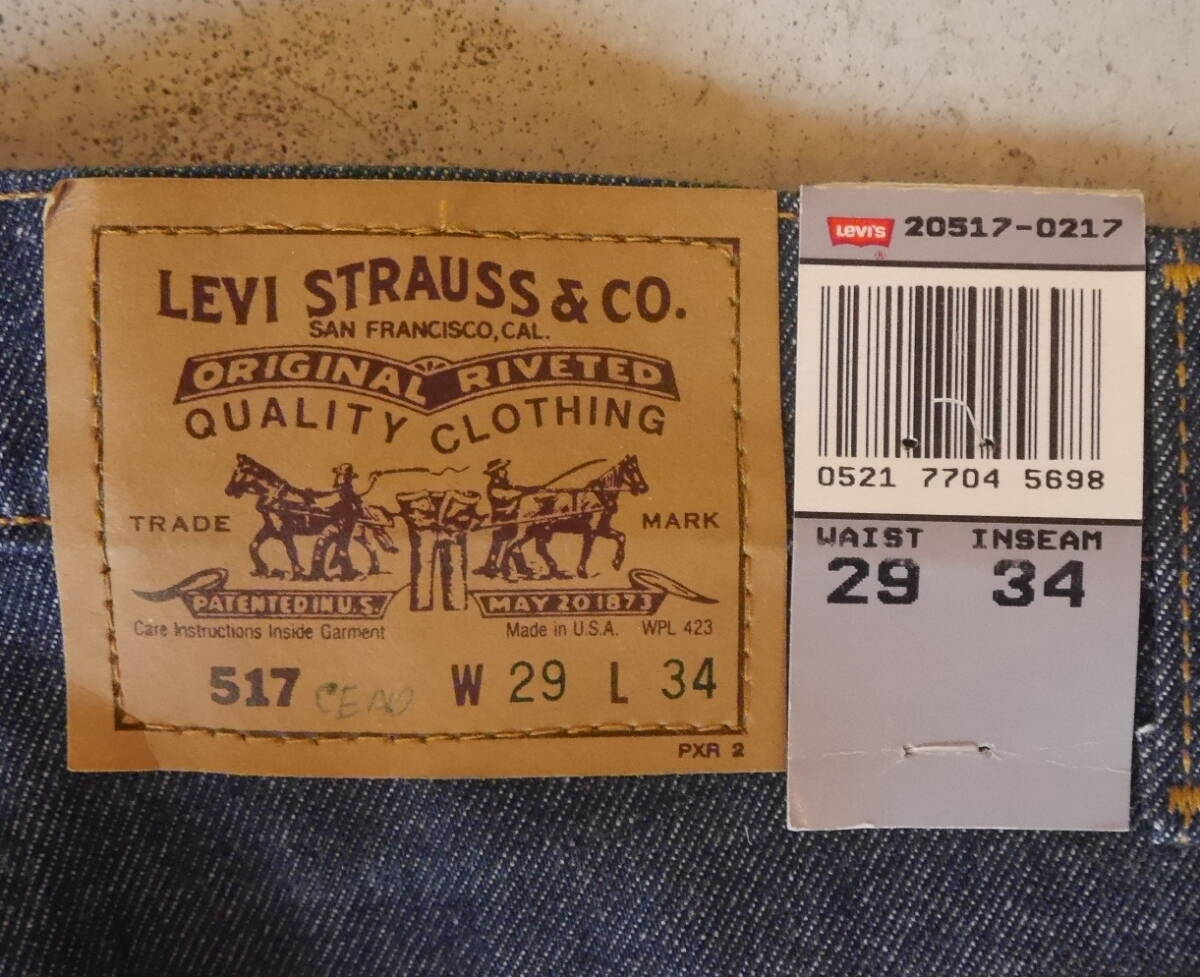 LEVI STRAUSS & CO.
SAN FRANCISCO, CAL.
ORIGINAL RIVETED
QUALITY CLOTHING
TRADE MARK
PATENTED IN U.S. MAY 20 1873
Care Instructions Inside Garment Made in U.S.A. WPL 423
517 W 29 L 34
PXR 2
Levi's ® 20517-0217
0521 7704 5698
WAIST INSEAM
29 34